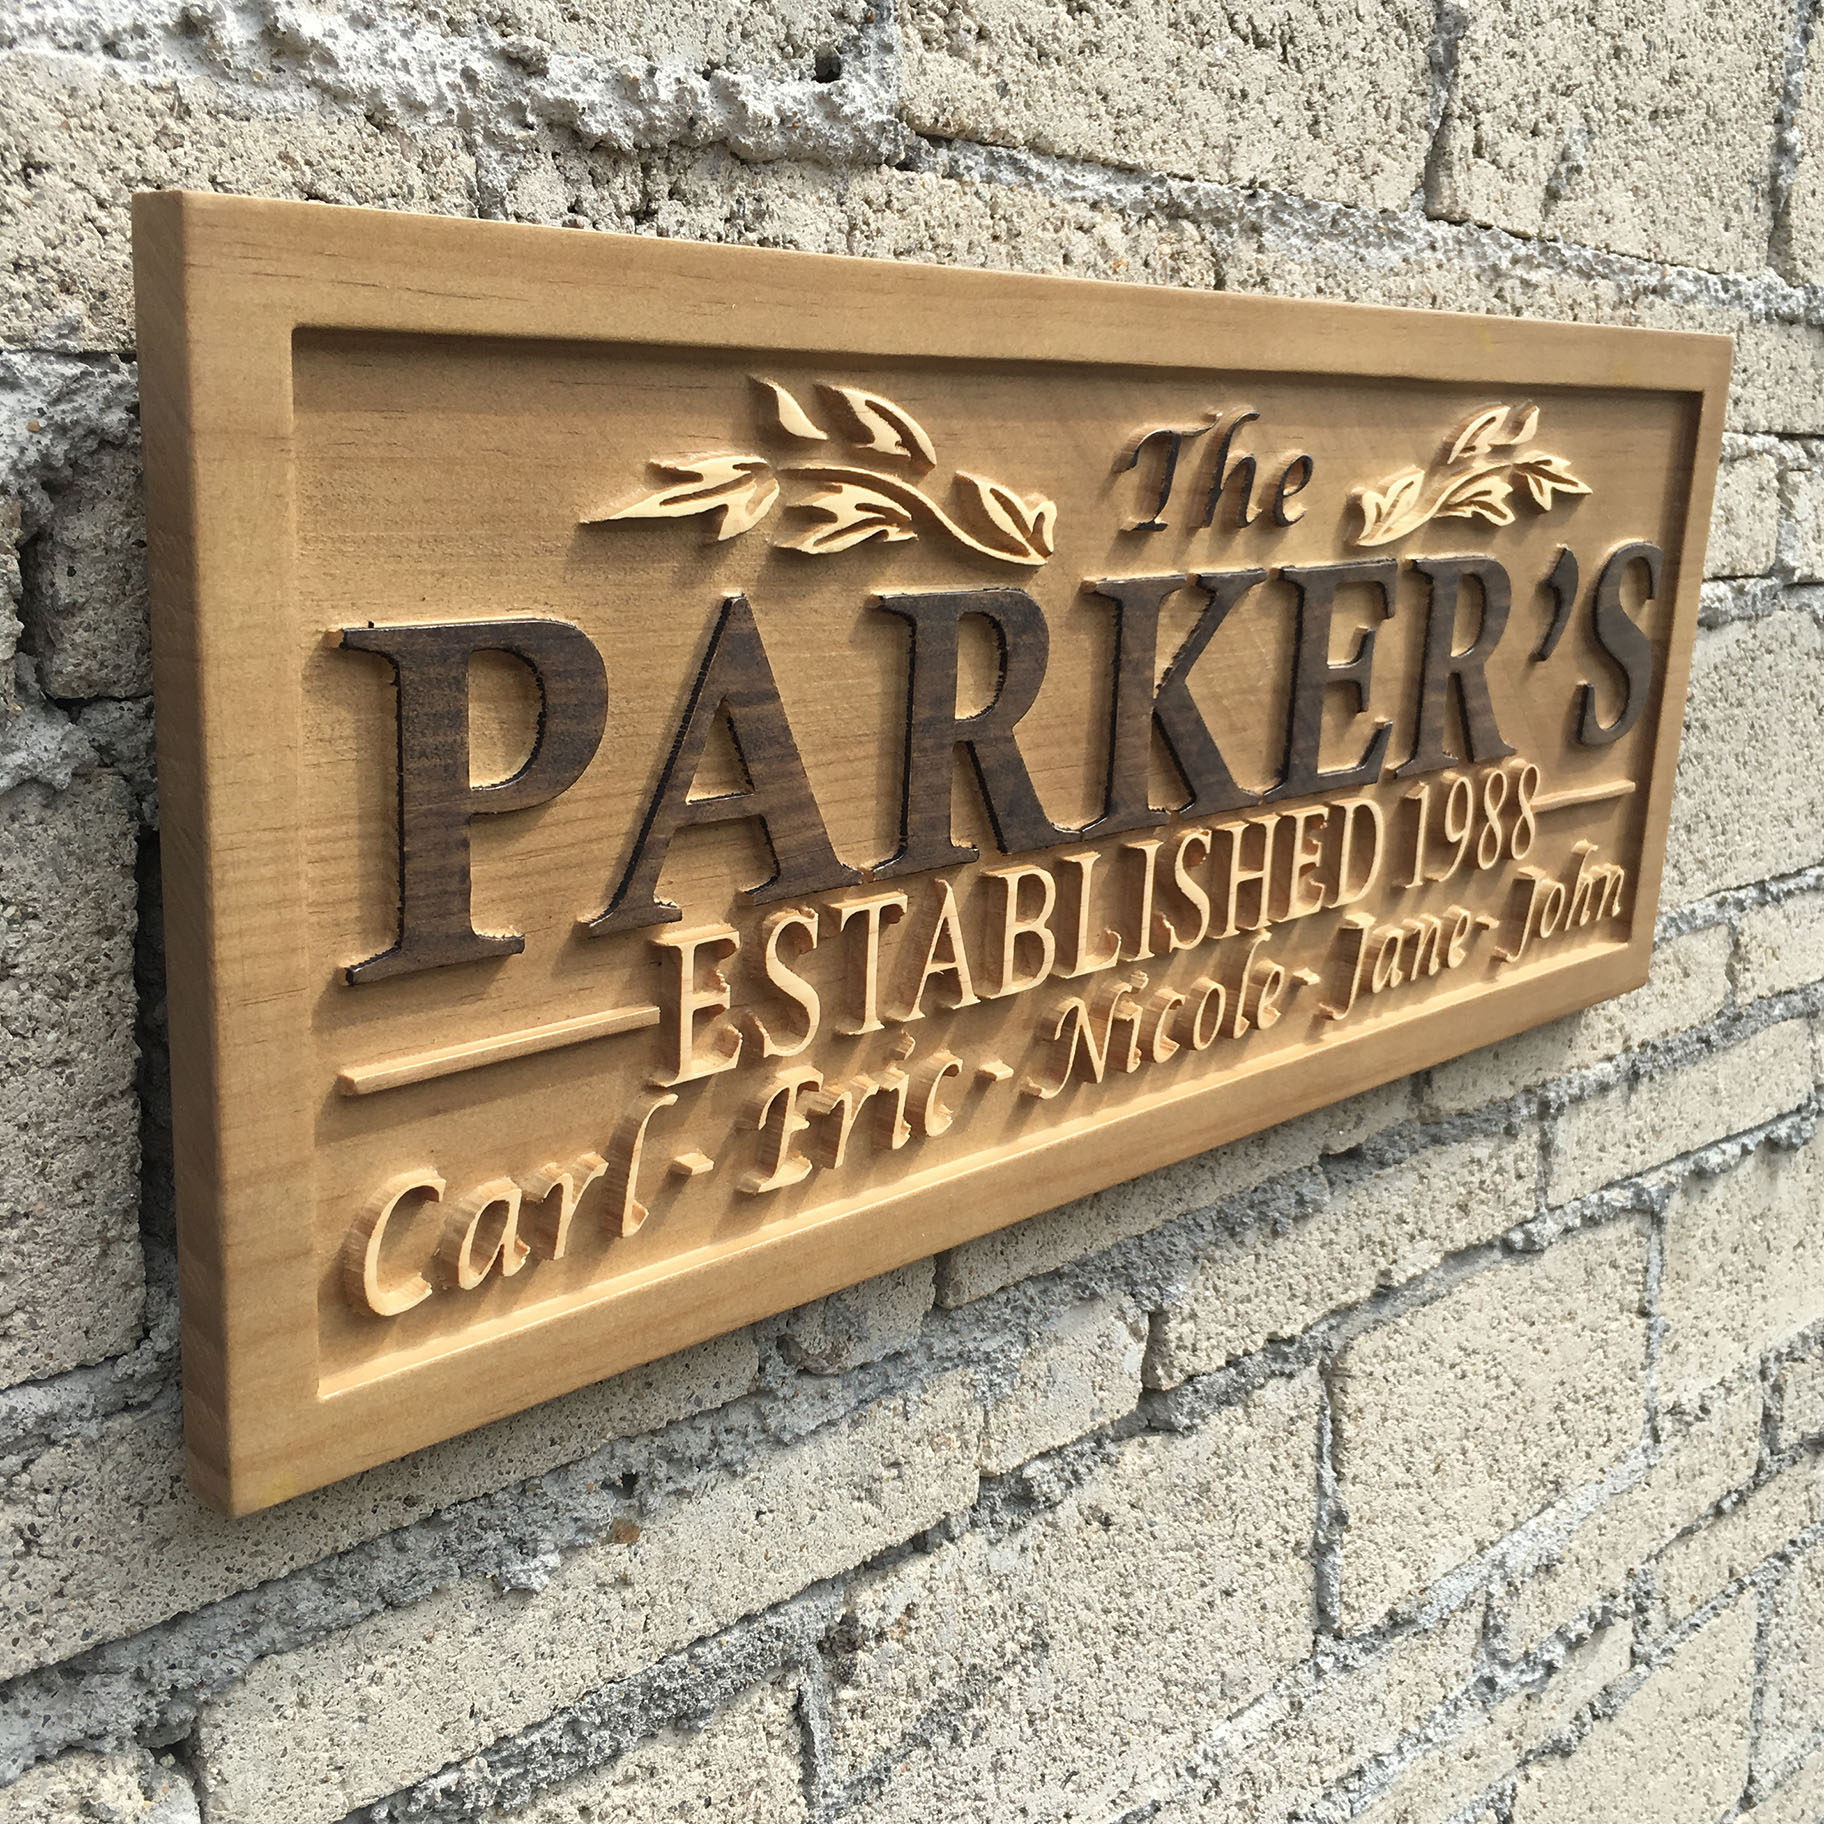 The
PARKER'S
ESTABLISHED 1988
Carl - Eric - Nicole - Jane - John